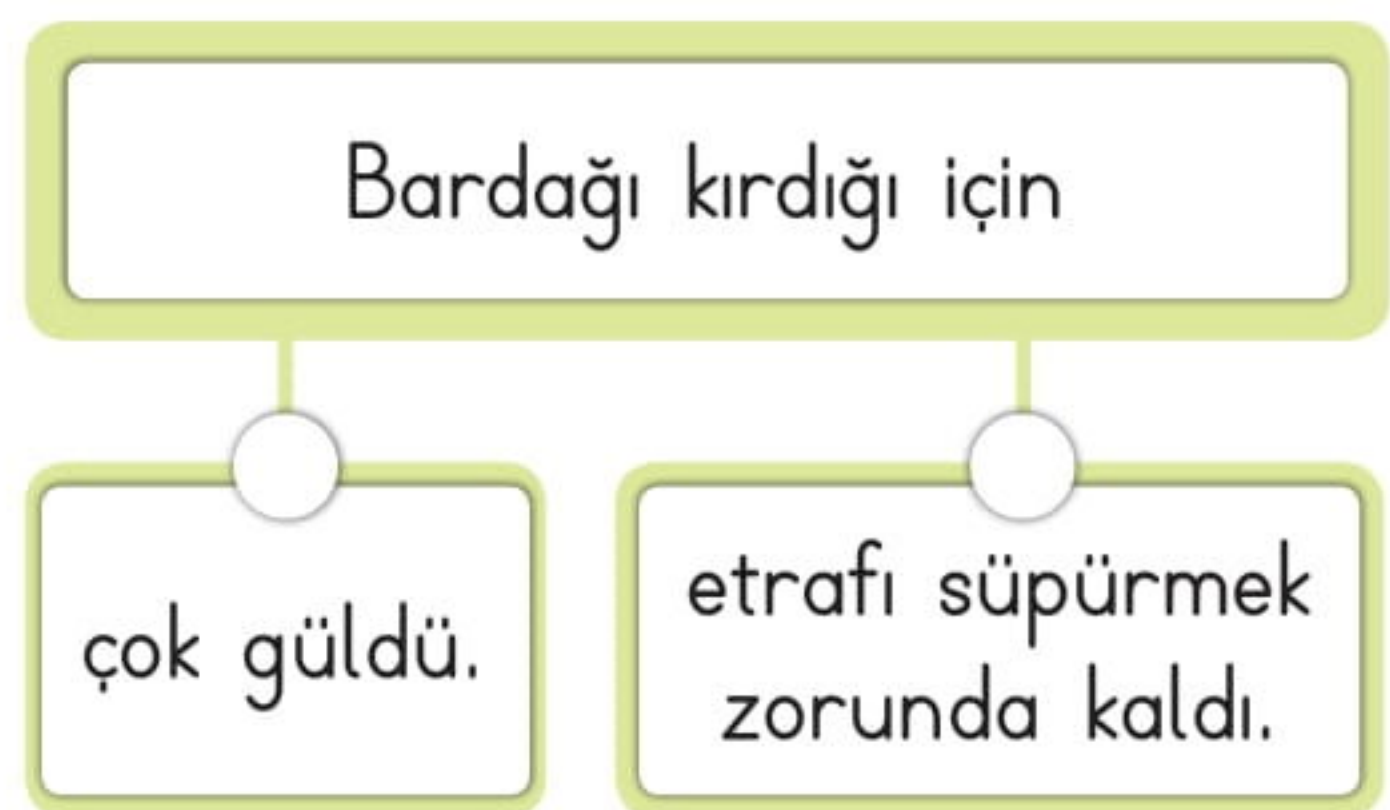 Bardağı kırdığı için
çok güldü.
etrafı süpürmek
zorunda kaldı.